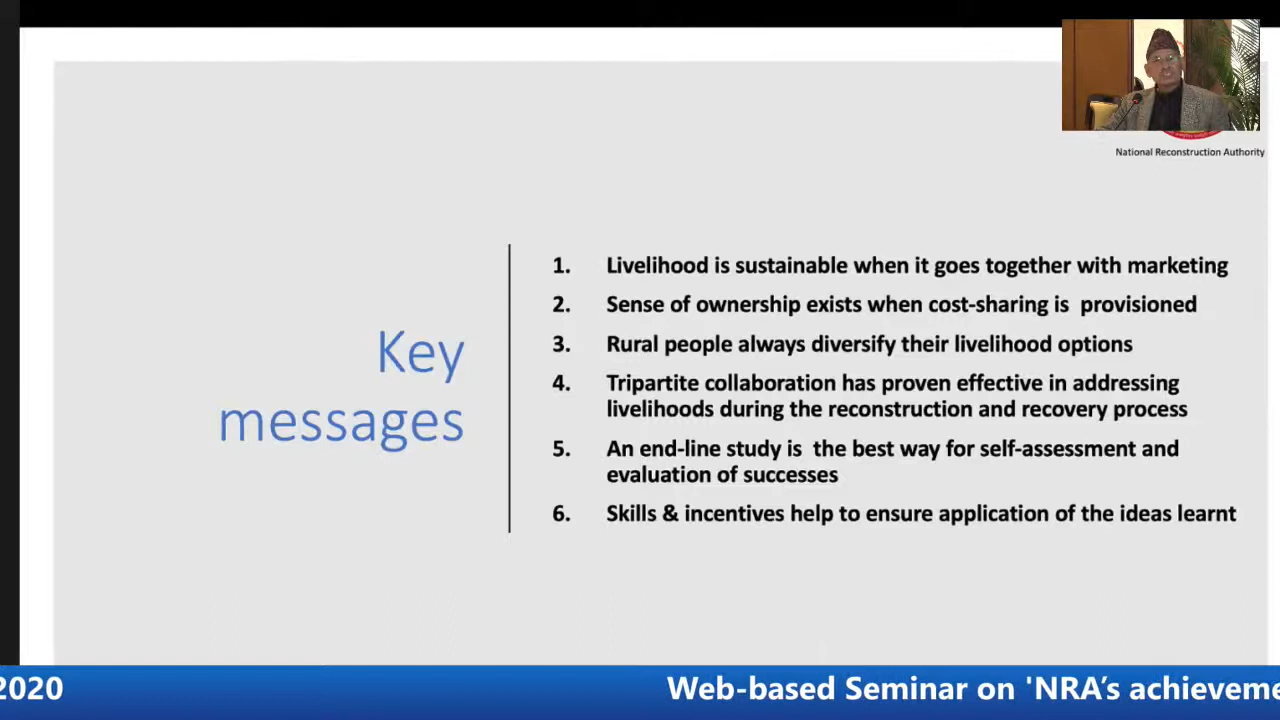 National Reconstruction Authority
Key
messages
1. Livelihood is sustainable when it goes together with marketing
2. Sense of ownership exists when cost-sharing is provisioned
3. Rural people always diversify their livelihood options
4. Tripartite collaboration has proven effective in addressing
livelihoods during the reconstruction and recovery process
5. An end-line study is the best way for self-assessment and
evaluation of successes
6. Skills & incentives help to ensure application of the ideas learnt
2020 Web-based Seminar on 'NRA’s achieveme